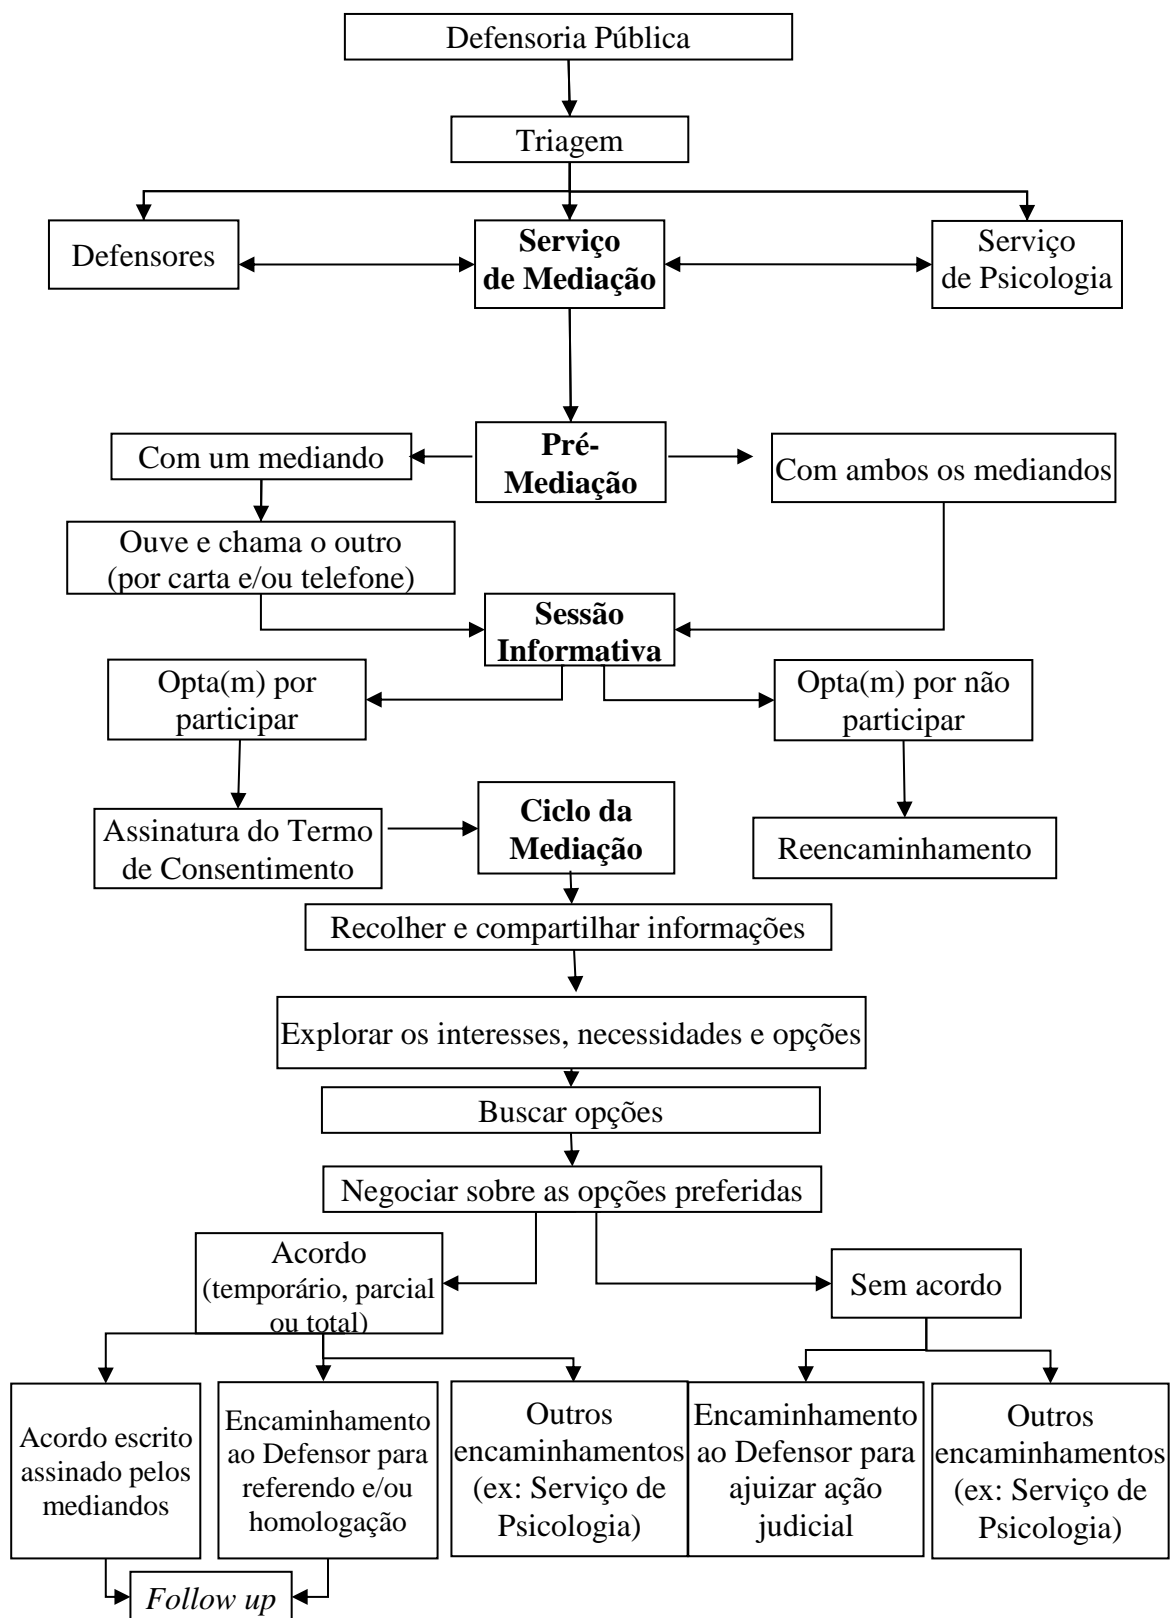 Defensoria Pública
Triagem
Defensores
Serviço
de Mediação
Serviço
de Psicologia
Pré-
Mediação
Com um mediando
Com ambos os mediandos
Ouve e chama o outro
(por carta e/ou telefone)
Sessão
Informativa
Opta(m) por
participar
Opta(m) por não
participar
Assinatura do Termo
de Consentimento
Ciclo da
Mediação
Reencaminhamento
Recolher e compartilhar informações
Explorar os interesses, necessidades e opções
Buscar opções
Negociar sobre as opções preferidas
Acordo
(temporário, parcial
ou total)
Sem acordo
Acordo escrito
assinado pelos
mediandos
Encaminhamento
ao Defensor para
referendo e/ou
homologação
Outros
encaminhamentos
(ex: Serviço de
Psicologia)
Encaminhamento
ao Defensor para
ajuizar ação
judicial
Outros
encaminhamentos
(ex: Serviço de
Psicologia)
Follow up